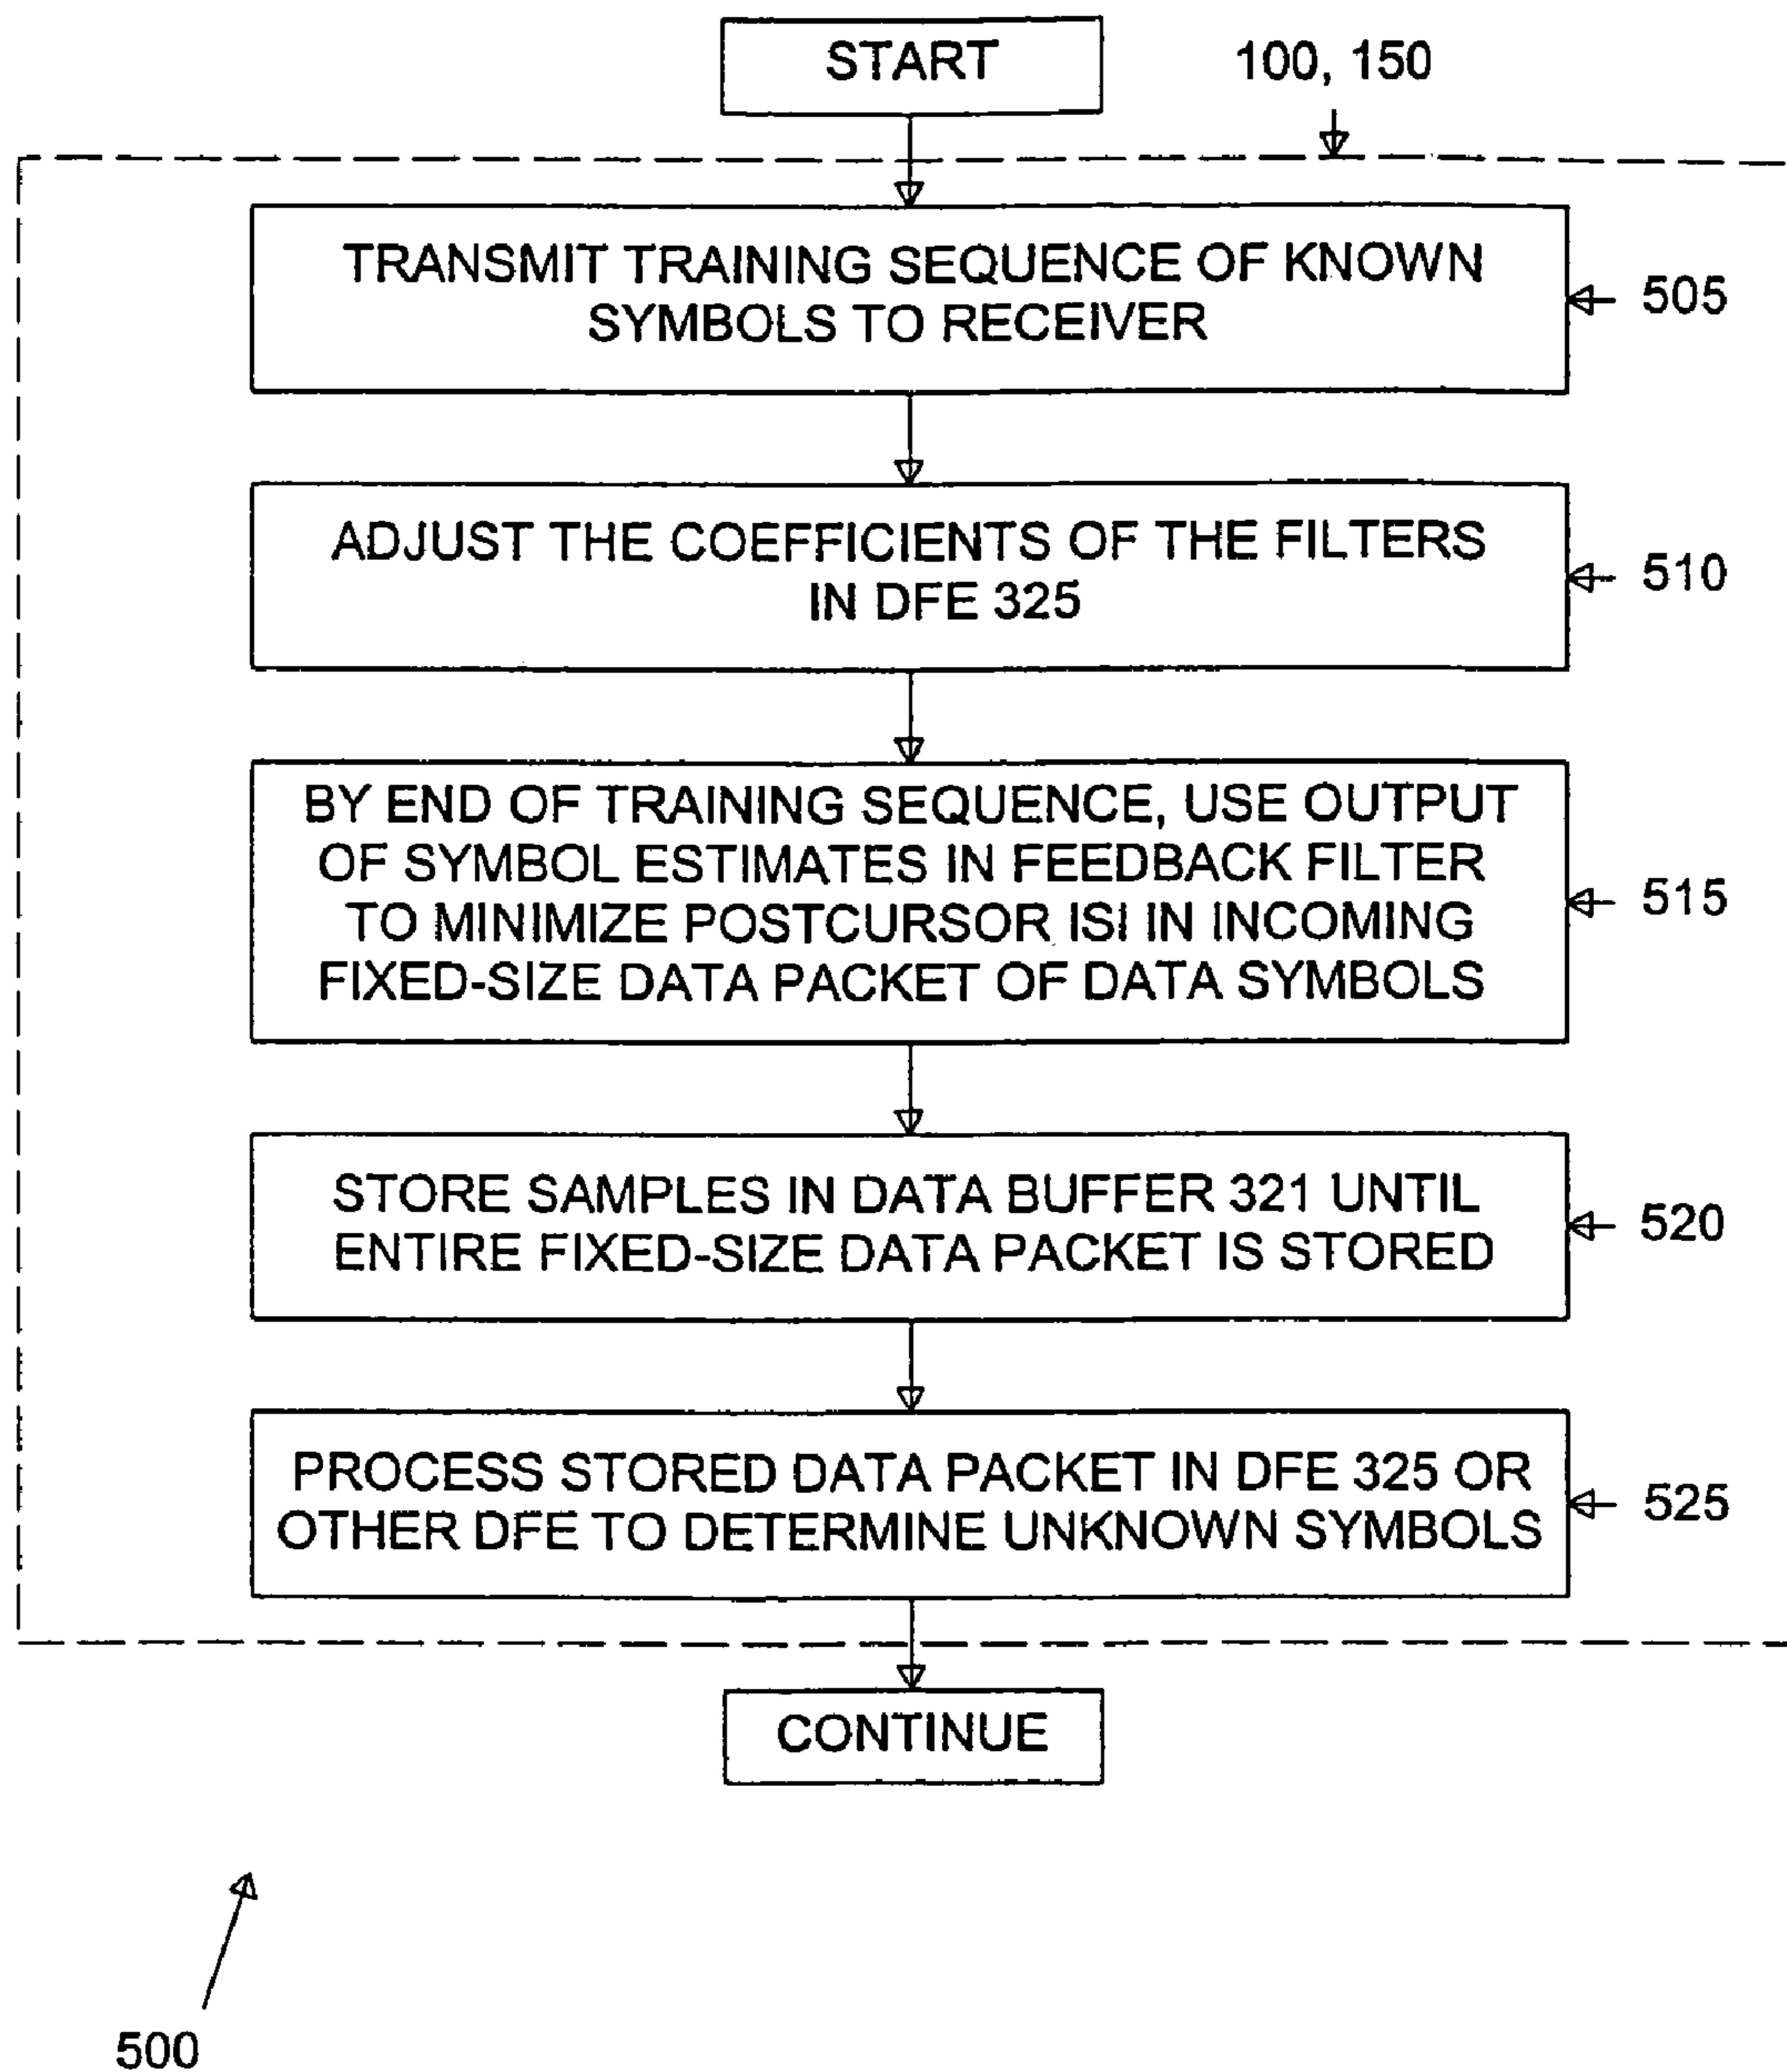 START
100, 150
TRANSMIT TRAINING SEQUENCE OF KNOWN
SYMBOLS TO RECEIVER
505
ADJUST THE COEFFICIENTS OF THE FILTERS
IN DFE 325
510
BY END OF TRAINING SEQUENCE, USE OUTPUT
OF SYMBOL ESTIMATES IN FEEDBACK FILTER
TO MINIMIZE POSTCURSOR ISI IN INCOMING
FIXED-SIZE DATA PACKET OF DATA SYMBOLS
515
STORE SAMPLES IN DATA BUFFER 321 UNTIL
ENTIRE FIXED-SIZE DATA PACKET IS STORED
520
PROCESS STORED DATA PACKET IN DFE 325 OR
OTHER DFE TO DETERMINE UNKNOWN SYMBOLS
525
CONTINUE
500